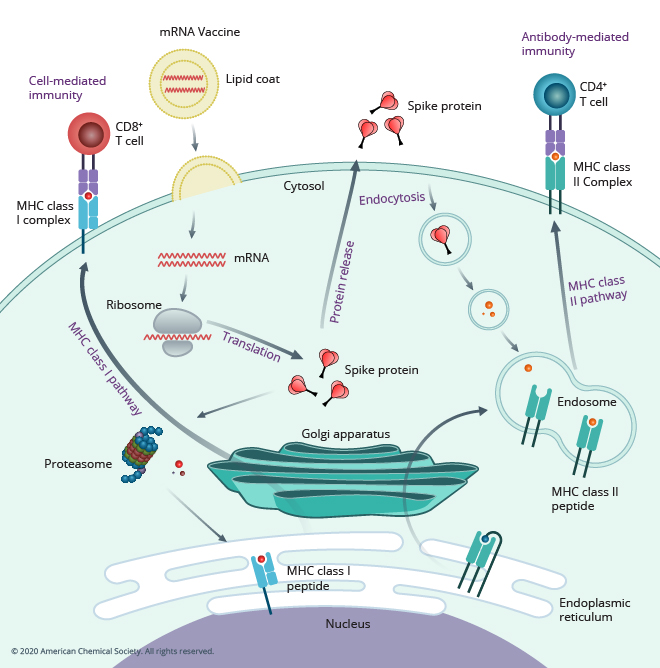 mRNA Vaccine
Lipid coat
Cell-mediated
immunity
CD8⁺
T cell
MHC class
I complex
Antibody-mediated
immunity
CD4⁺
T cell
MHC class
II Complex
Spike protein
Cytosol
Endocytosis
mRNA
Protein release
MHC class
II pathway
Ribosome
Translation
MHC class I pathway
Spike protein
Endosome
Golgi apparatus
Proteasome
MHC class II
peptide
MHC class I
peptide
Endoplasmic
reticulum
Nucleus
© 2020 American Chemical Society. All rights reserved.